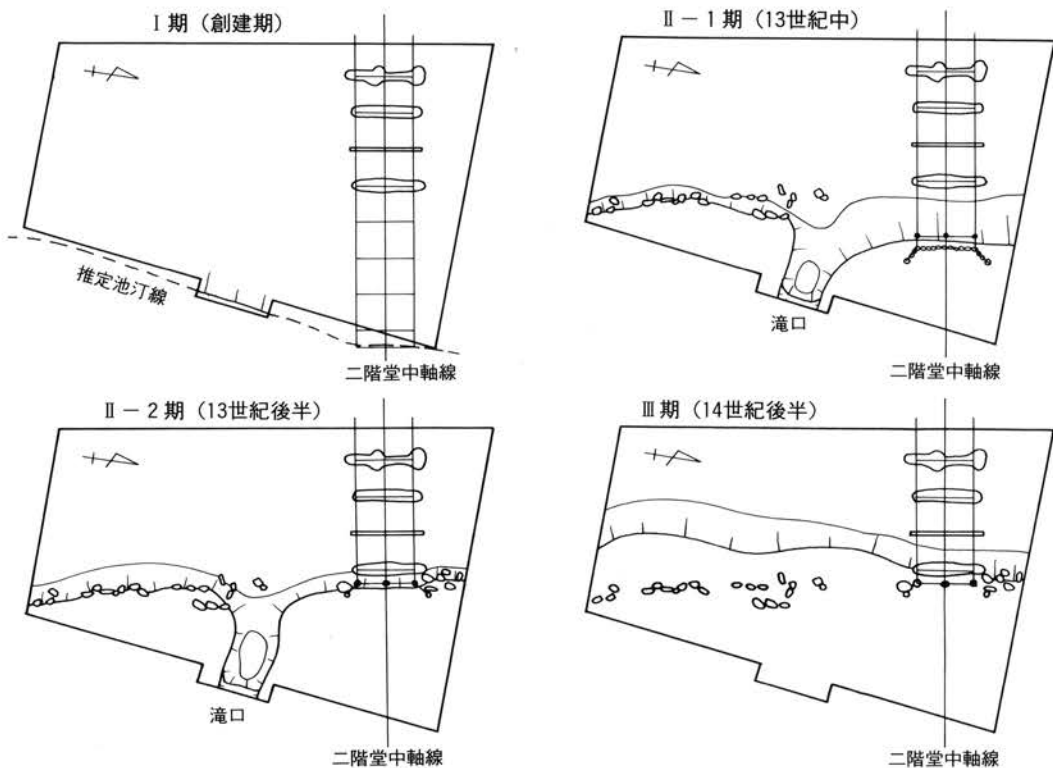 I 期（創建期）
推定池汀線
二階堂中軸線
II－1期（13世紀中）
滝口
二階堂中軸線
II－2期（13世紀後半）
滝口
二階堂中軸線
III期（14世紀後半）
二階堂中軸線